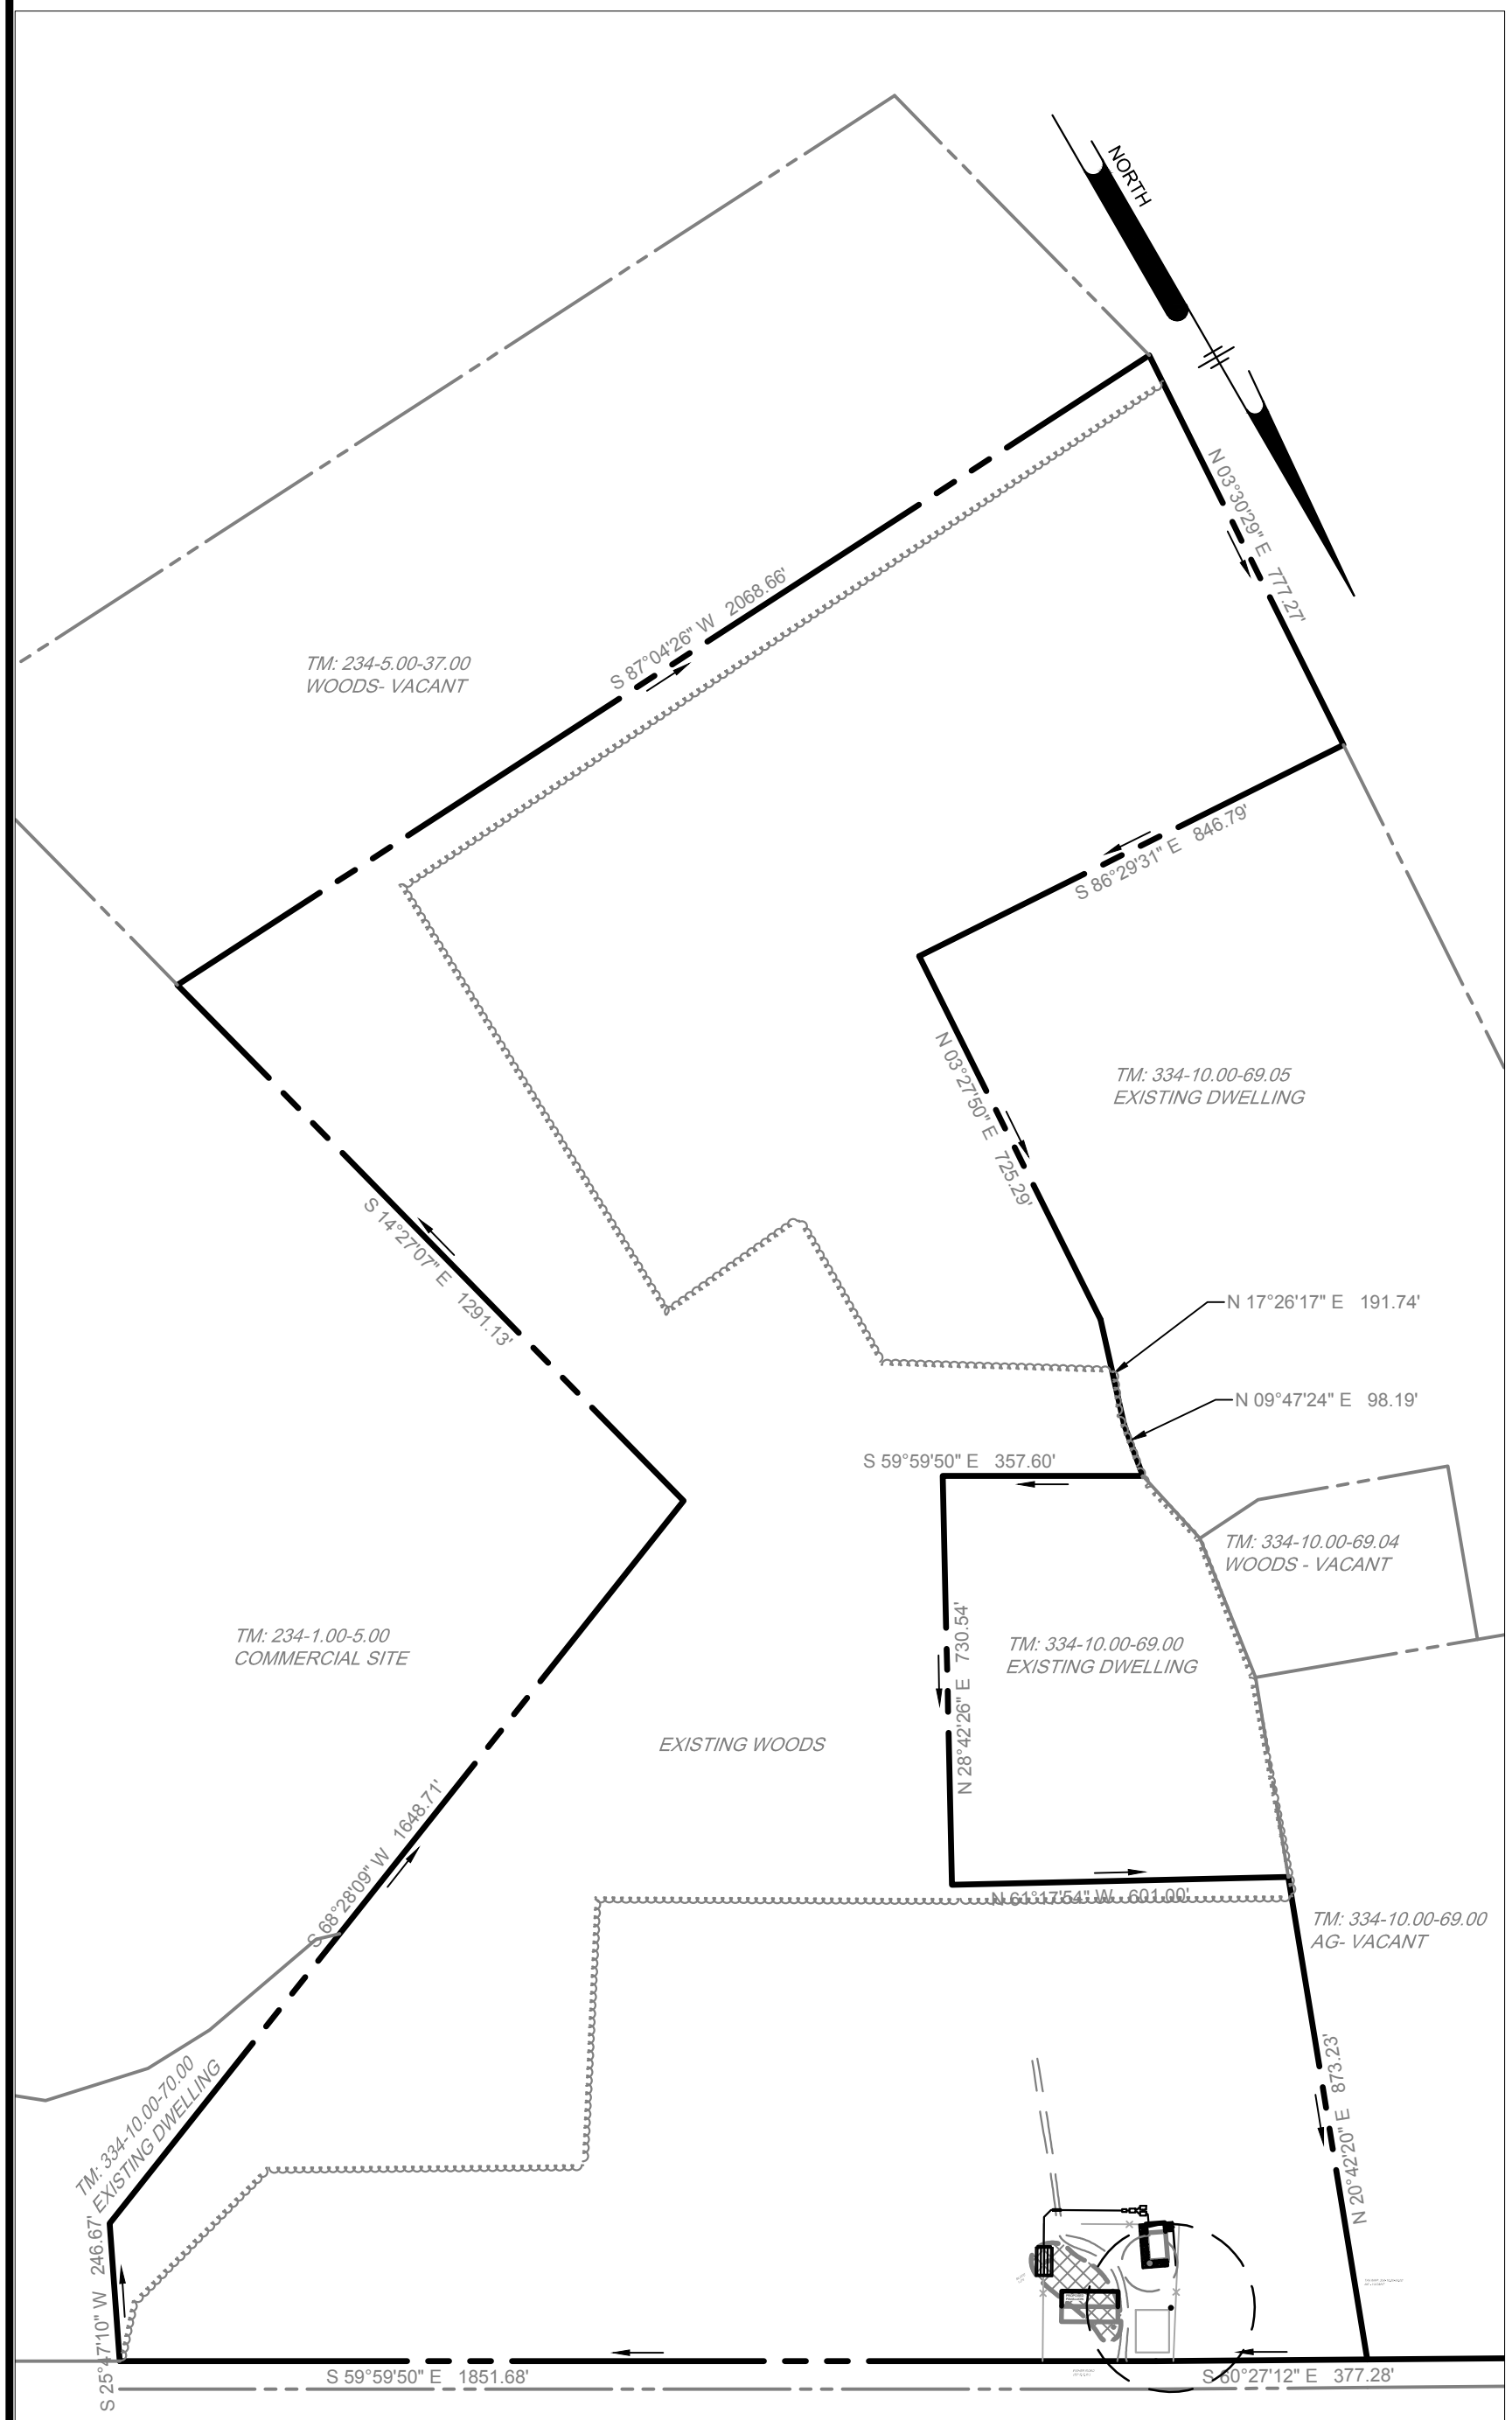 NORTH
N 03°30'29" E 777.27'
S 87°04'26" W 2068.66'
TM: 234-5.00-37.00
WOODS- VACANT
S 86°29'31" E 846.79'
N 03°27'50" E 725.29'
TM: 334-10.00-69.05
EXISTING DWELLING
S 14°27'07" E 1291.13'
N 17°26'17" E 191.74'
N 09°47'24" E 98.19'
S 59°59'50" E 357.60'
TM: 334-10.00-69.04
WOODS - VACANT
TM: 234-1.00-5.00
COMMERCIAL SITE
N 28°42'26" E 730.54'
TM: 334-10.00-69.00
EXISTING DWELLING
EXISTING WOODS
S 68°28'09" W 1648.71'
N 61°17'54" W 601.00'
TM: 334-10.00-69.00
AG- VACANT
TM: 334-10.00-70.00
EXISTING DWELLING
N 20°42'20" E 873.23'
S 25°47'10" W 246.67'
S 59°59'50" E 1851.68'
S 60°27'12" E 377.28'